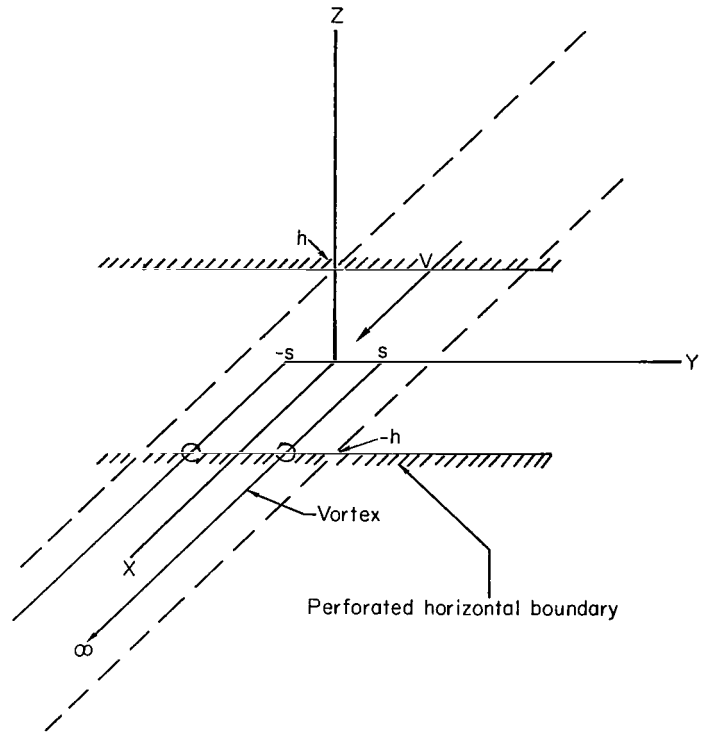 Z
h
V
-s
s
Y
-h
Vortex
X
Perforated horizontal boundary
∞